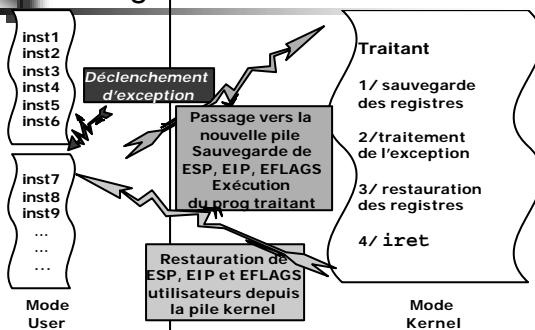 inst1
inst2
inst3
inst4
inst5
inst6
Déclenchement
d'exception
Passage vers la
nouvelle pile
Sauvegarde de
ESP, EIP, EFLAGS
Exécution
du prog traitant
Traitant
1/ sauvegarde
des registres
2/traitement
de l'exception
3/ restauration
des registres
4/ iret
inst7
inst8
inst9
...
...
...
Restauration de
ESP, EIP et EFLAGS
utilisateurs depuis
la pile kernel
Mode
User
Mode
Kernel